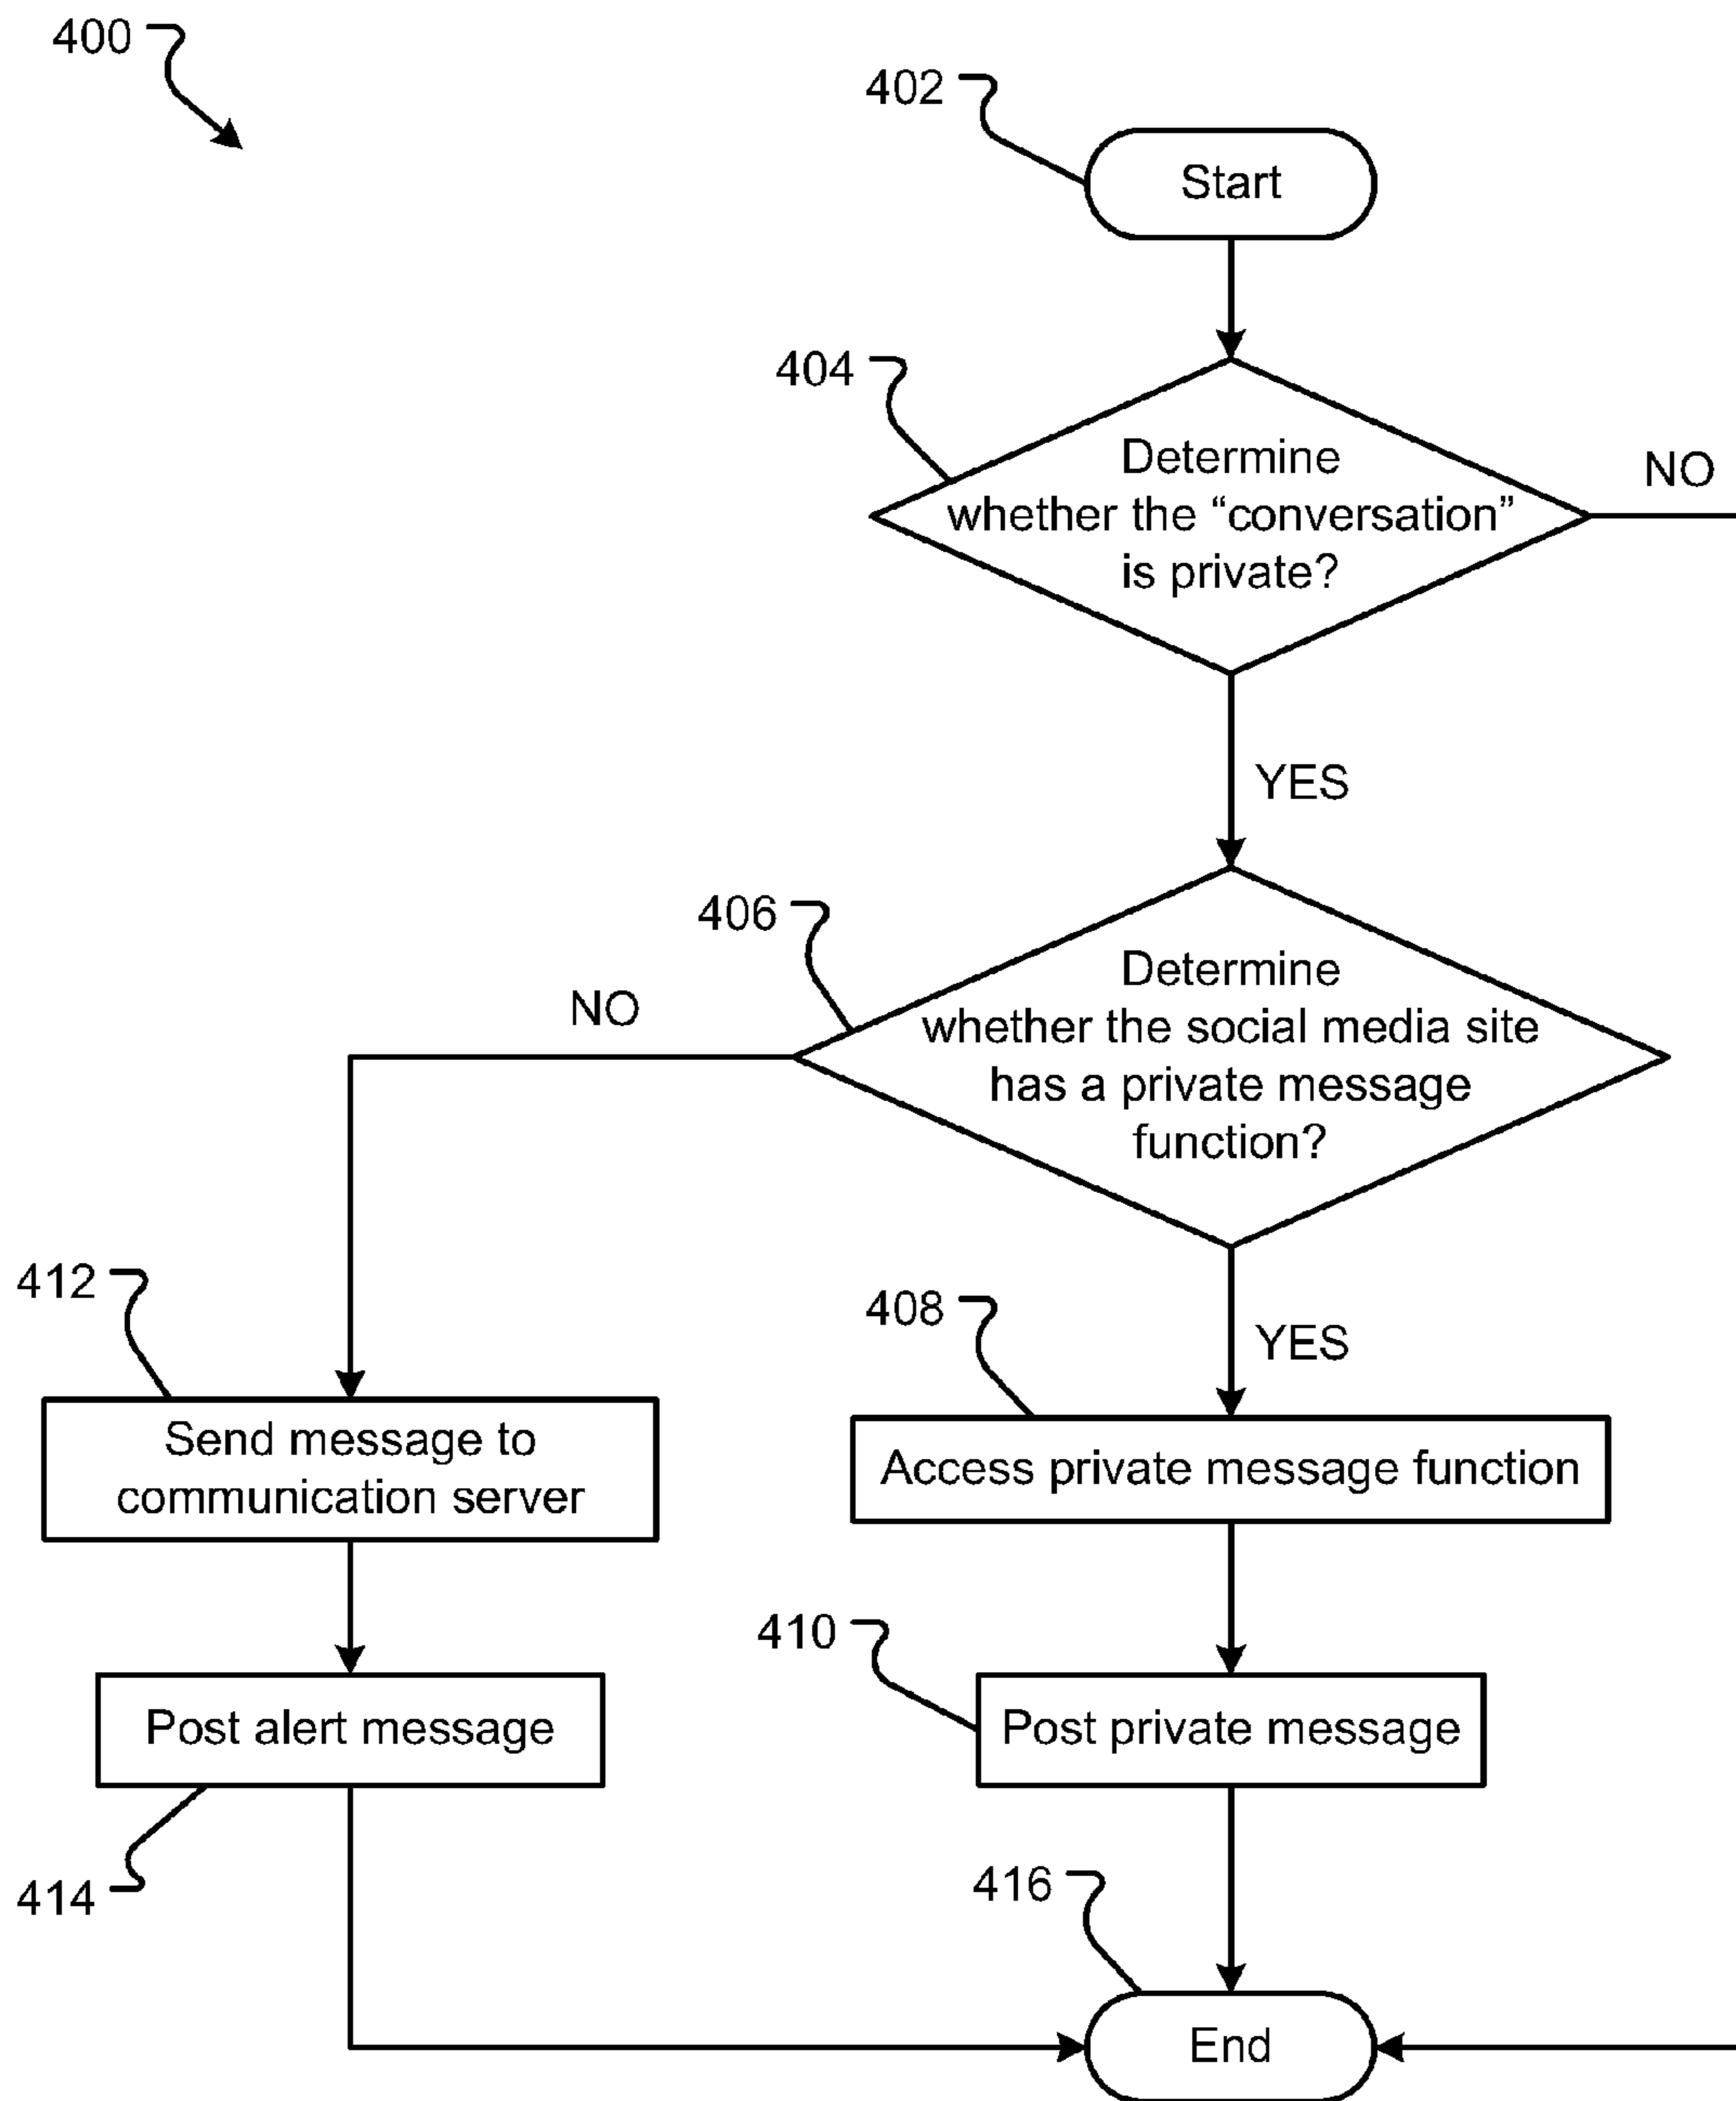 400
402
Start
404
Determine
whether the “conversation”
is private?
NO
YES
406
Determine
whether the social media site
has a private message
function?
NO
412
408
YES
Send message to
communication server
Access private message function
410
Post alert message
Post private message
414
416
End